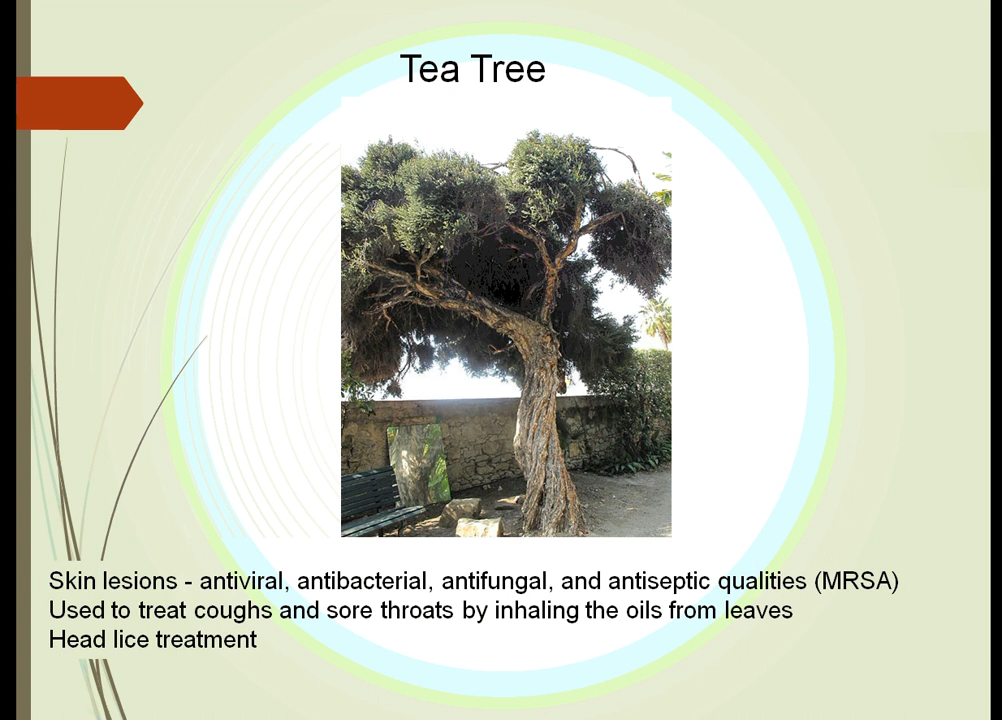 Tea Tree
Skin lesions - antiviral, antibacterial, antifungal, and antiseptic qualities (MRSA)
Used to treat coughs and sore throats by inhaling the oils from leaves
Head lice treatment